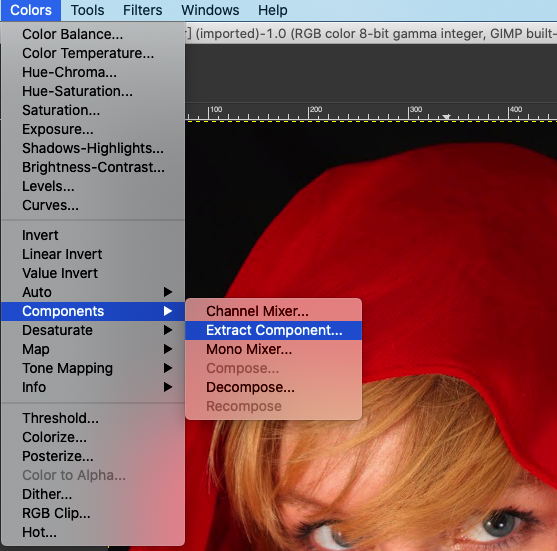 Colors Tools Filters Windows Help
] (imported)-1.0 (RGB color 8-bit gamma integer, GIMP built-
100 200 300 400
Color Balance...
Color Temperature...
Hue-Chroma...
Hue-Saturation...
Saturation...
Exposure...
Shadows-Highlights...
Brightness-Contrast...
Levels...
Curves...
Invert
Linear Invert
Value Invert
Auto
Components
Desaturate
Map
Tone Mapping
Info
Threshold...
Colorize...
Posterize...
Color to Alpha...
Dither...
RGB Clip...
Hot...
Channel Mixer...
Extract Component...
Mono Mixer...
Compose...
Decompose...
Recompose